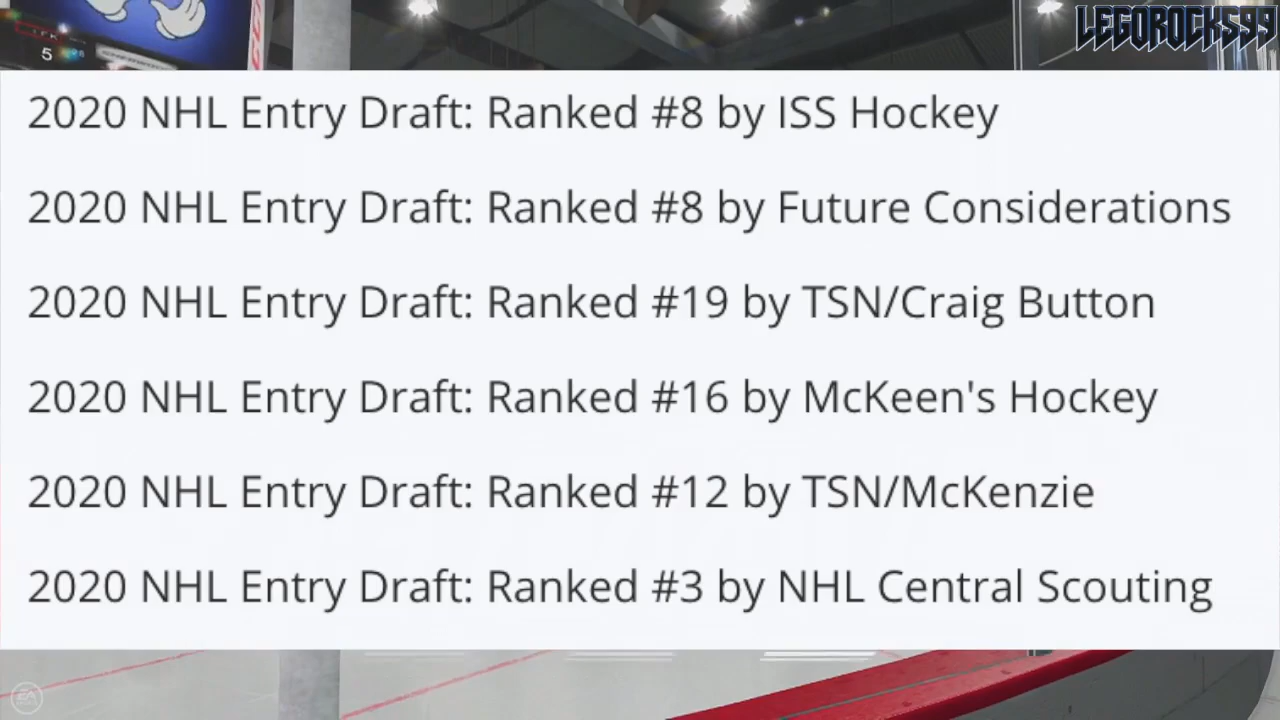 LEGOROCKS99
5
2020 NHL Entry Draft: Ranked #8 by ISS Hockey
2020 NHL Entry Draft: Ranked #8 by Future Considerations
2020 NHL Entry Draft: Ranked #19 by TSN/Craig Button
2020 NHL Entry Draft: Ranked #16 by McKeen's Hockey
2020 NHL Entry Draft: Ranked #12 by TSN/McKenzie
2020 NHL Entry Draft: Ranked #3 by NHL Central Scouting
EA